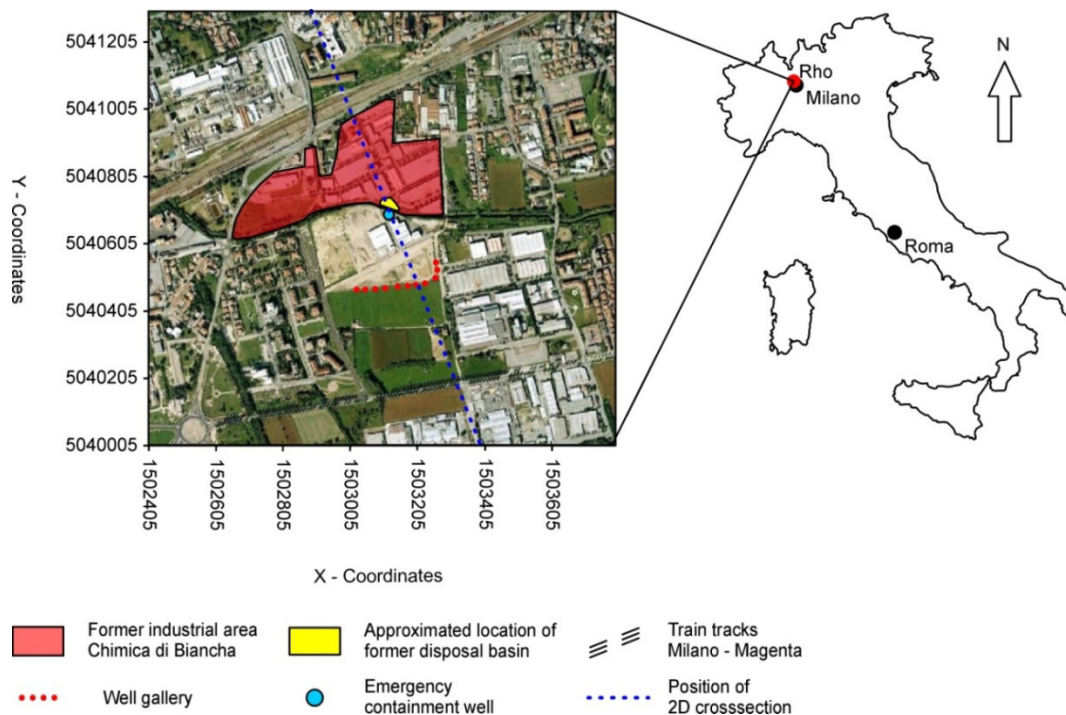 5041205
5041005
5040805
5040605
5040405
5040205
5040005
Y - Coordinates
1502405
1502605
1502805
1503005
1503205
1503405
1503605
X - Coordinates
N
Rho
Milano
Roma
Former industrial area
Chimica di Biancha
Approximated location of
former disposal basin
Train tracks
Milano - Magenta
Well gallery
Emergency
containment well
Position of
2D crosssection